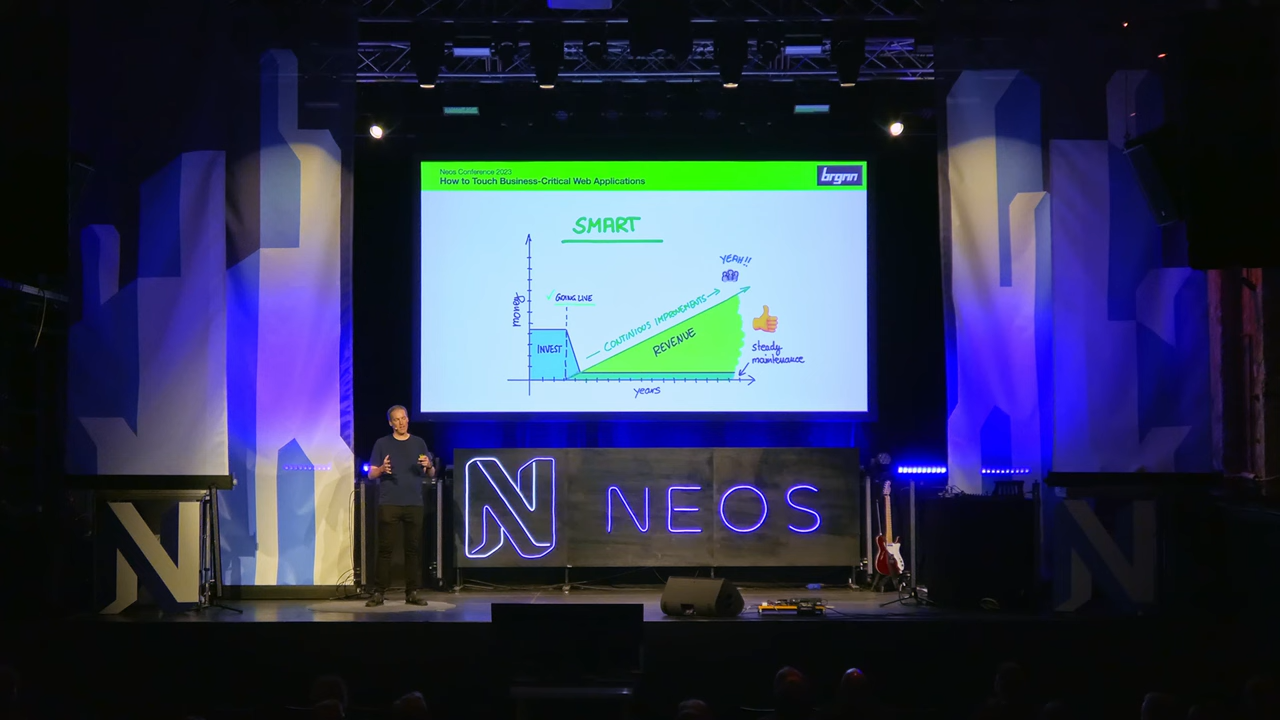 Neos Conference 2023
How to Touch Business-Critical Web Applications
brgnn
SMART
YEAH!!
GOING LIVE
money
CONTINIOUS IMPROVEMENTS
INVEST
REVENUE
steady
maintenance
years
N
NEOS
N
N